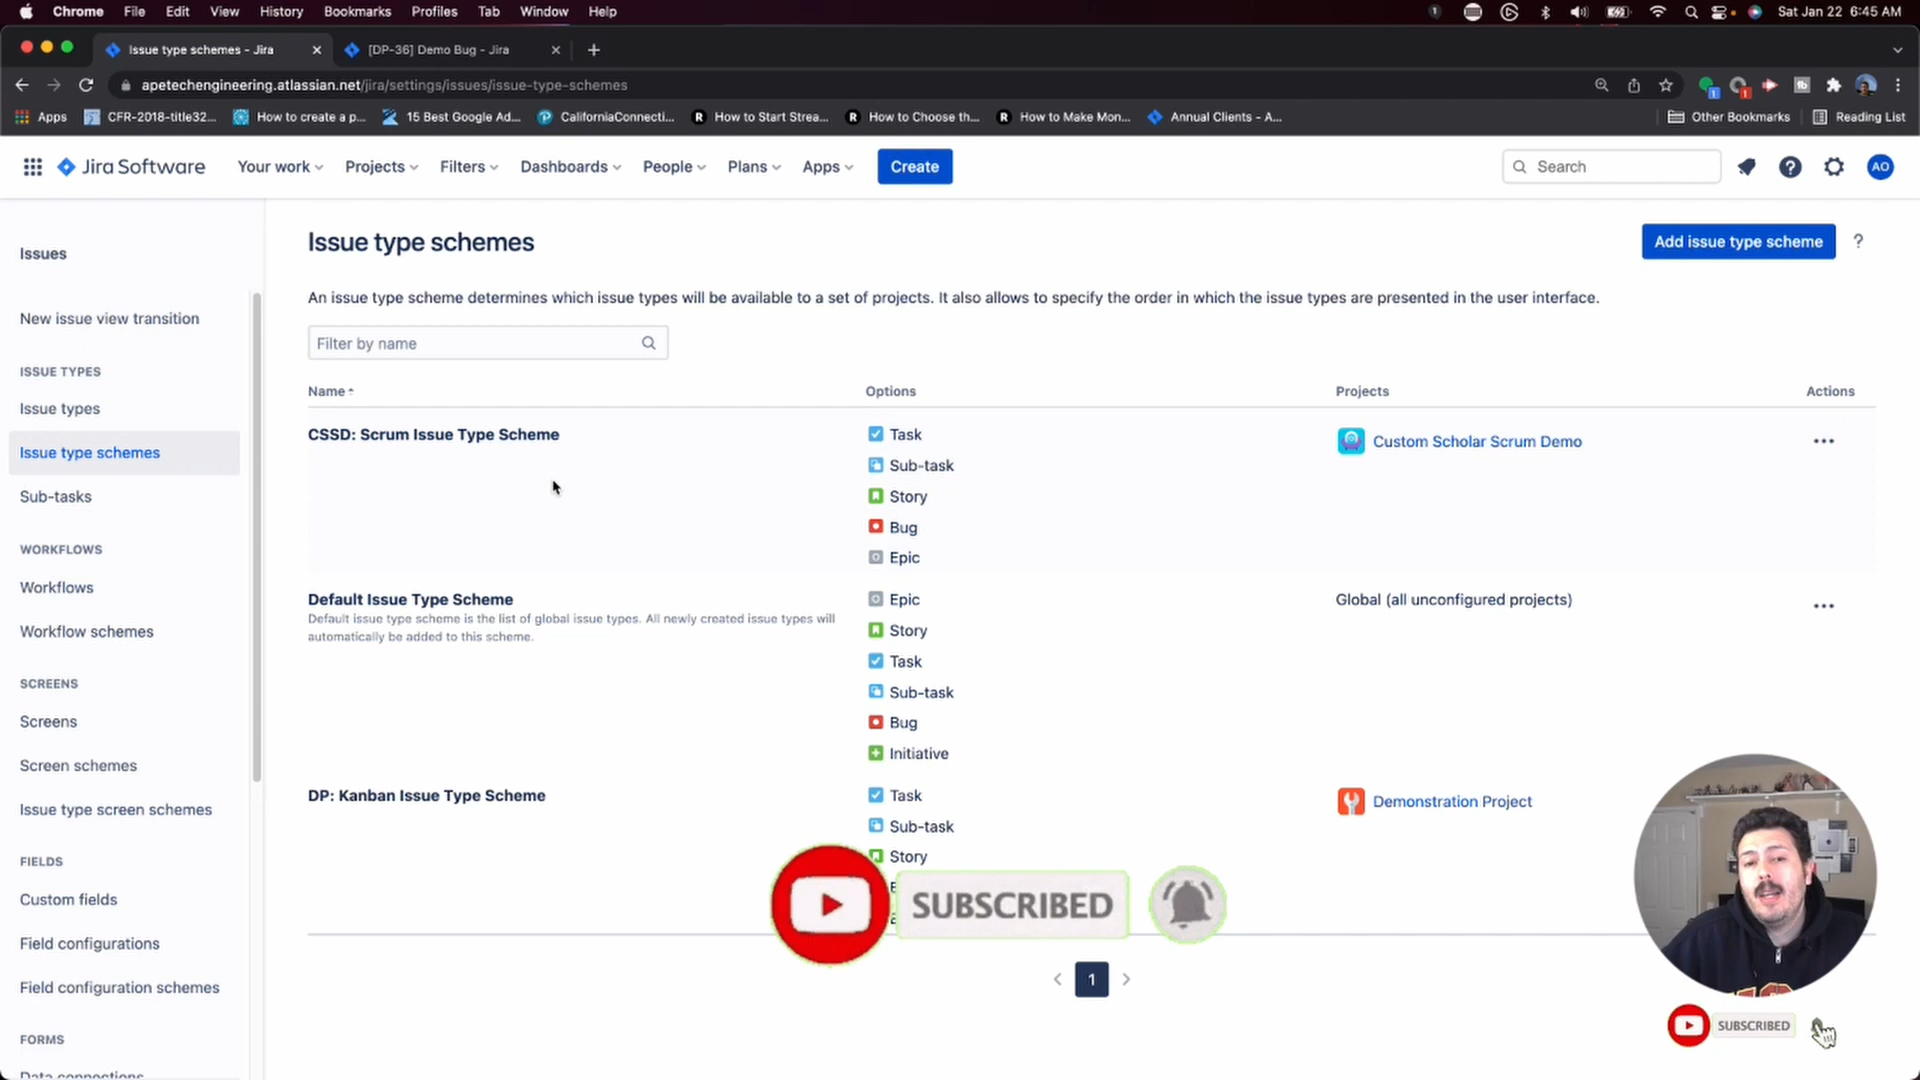 Chrome File Edit View History Bookmarks Profiles Tab Window Help
Sat Jan 22 6:45 AM
Issue type schemes - Jira
[DP-36] Demo Bug - Jira
apetechengineering.atlassian.net/jira/settings/issues/issue-type-schemes
Apps CFR-2018-title32... How to create a p... 15 Best Google Ad... CaliforniaConnecti... How to Start Strea... How to Choose th... How to Make Mon... Annual Clients - A... Other Bookmarks Reading List
Jira Software Your work Projects Filters Dashboards People Plans Apps Create Search AO
Issues
New issue view transition
ISSUE TYPES
Issue types
Issue type schemes
Sub-tasks
WORKFLOWS
Workflows
Workflow schemes
SCREENS
Screens
Screen schemes
Issue type screen schemes
FIELDS
Custom fields
Field configurations
Field configuration schemes
FORMS
Data connections
Issue type schemes
Add issue type scheme ?
An issue type scheme determines which issue types will be available to a set of projects. It also allows to specify the order in which the issue types are presented in the user interface.
Filter by name
Name Options Projects Actions
CSSD: Scrum Issue Type Scheme
Task
Sub-task
Story
Bug
Epic
Custom Scholar Scrum Demo
Default Issue Type Scheme
Default issue type scheme is the list of global issue types. All newly created issue types will
automatically be added to this scheme.
Epic
Story
Task
Sub-task
Bug
Initiative
Global (all unconfigured projects)
DP: Kanban Issue Type Scheme
Task
Sub-task
Story
Demonstration Project
SUBSCRIBED
1
SUBSCRIBED